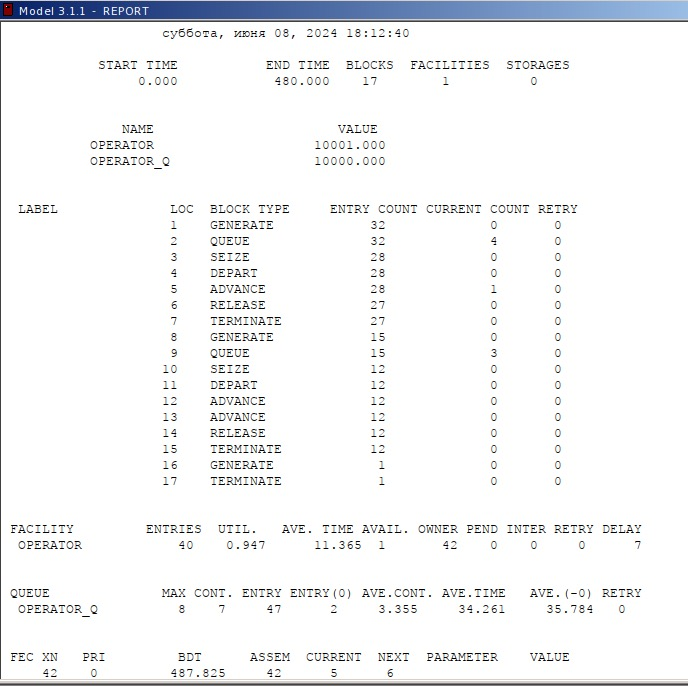 Model 3.1.1 - REPORT
суббота, июня 08, 2024 18:12:40
START TIME END TIME BLOCKS FACILITIES STORAGES
0.000 480.000 17 1 0
NAME VALUE
OPERATOR 10001.000
OPERATOR_Q 10000.000
LABEL LOC BLOCK TYPE ENTRY COUNT CURRENT COUNT RETRY
1 GENERATE 32 0 0
2 QUEUE 32 4 0
3 SEIZE 28 0 0
4 DEPART 28 0 0
5 ADVANCE 28 1 0
6 RELEASE 27 0 0
7 TERMINATE 27 0 0
8 GENERATE 15 0 0
9 QUEUE 15 3 0
10 SEIZE 12 0 0
11 DEPART 12 0 0
12 ADVANCE 12 0 0
13 ADVANCE 12 0 0
14 RELEASE 12 0 0
15 TERMINATE 12 0 0
16 GENERATE 1 0 0
17 TERMINATE 1 0 0
FACILITY ENTRIES UTIL. AVE. TIME AVAIL. OWNER PEND INTER RETRY DELAY
OPERATOR 40 0.947 11.365 1 42 0 0 0 7
QUEUE MAX CONT. ENTRY ENTRY(0) AVE.CONT. AVE.TIME AVE.(-0) RETRY
OPERATOR_Q 8 7 47 2 3.355 34.261 35.784 0
FEC XN PRI BDT ASSEM CURRENT NEXT PARAMETER VALUE
42 0 487.825 42 5 6